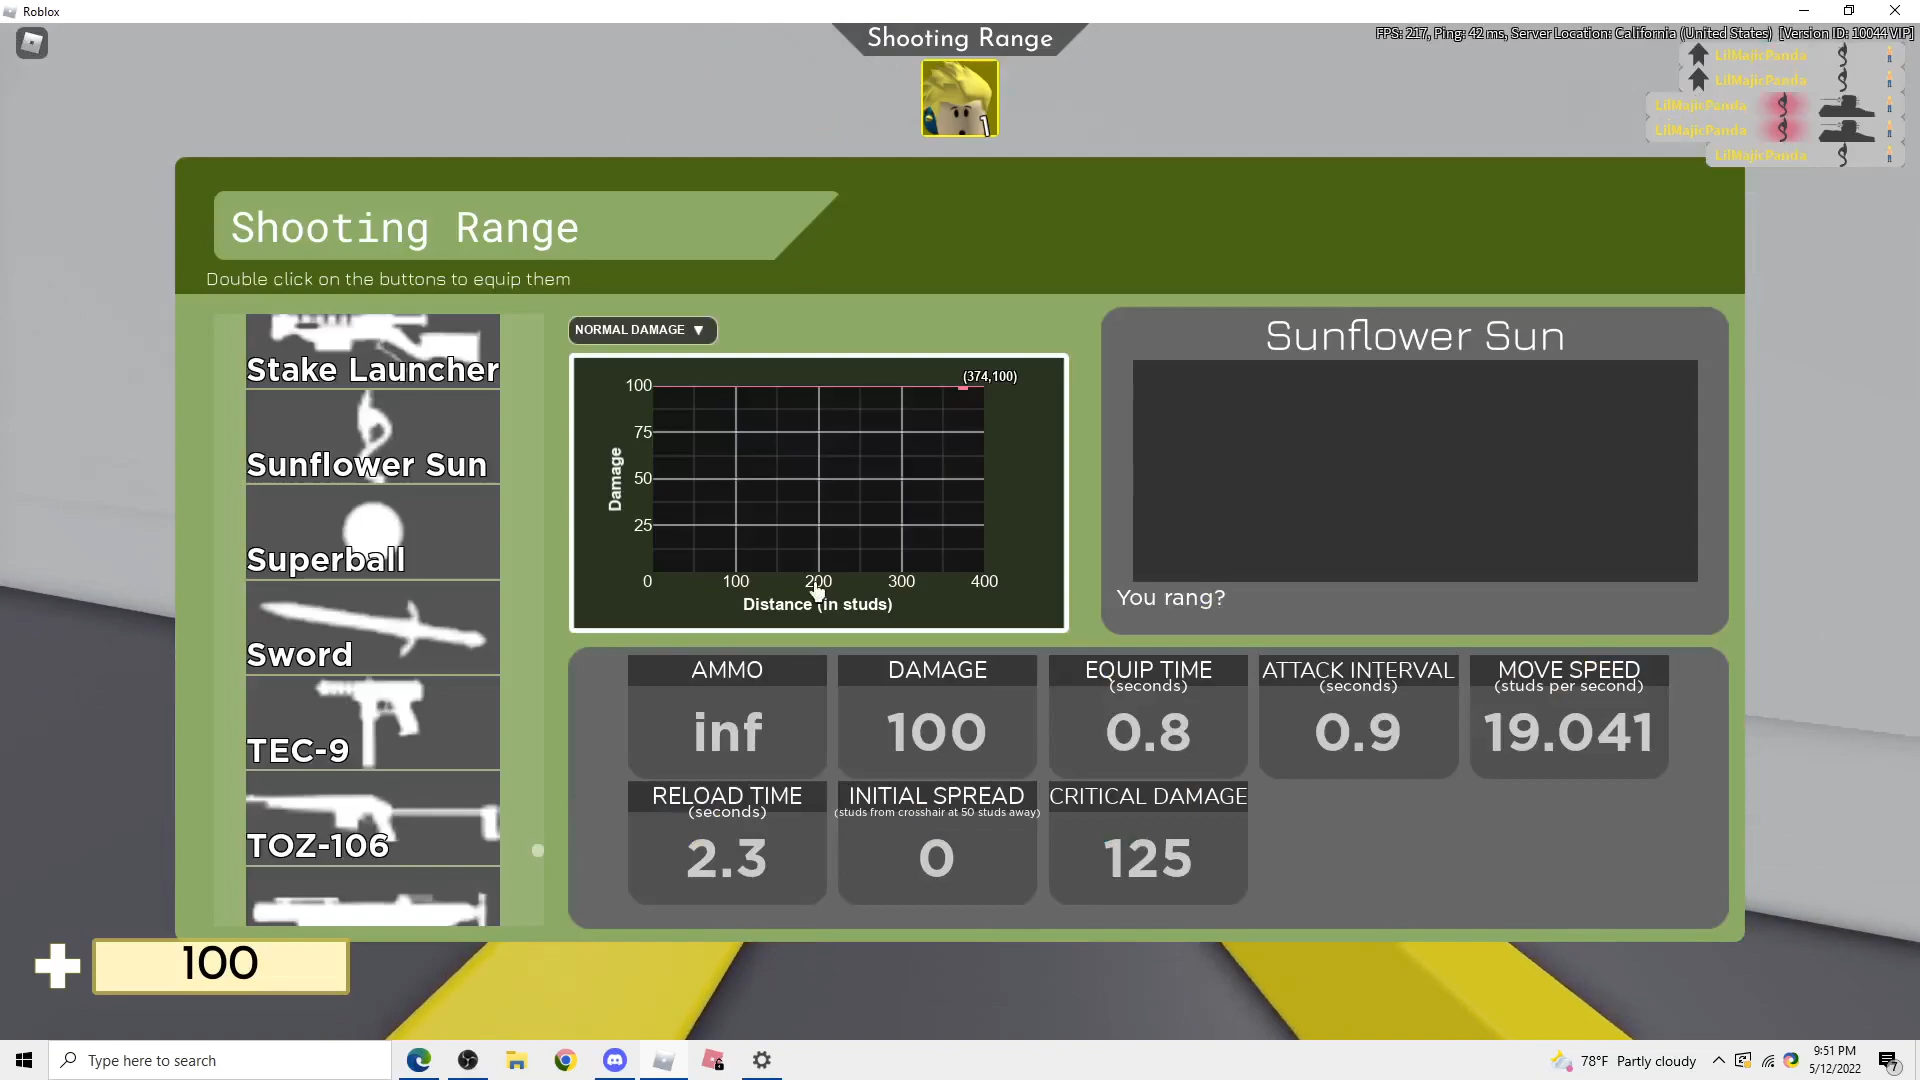 Roblox
Shooting Range
FPS: 217, Ping: 42 ms, Server Location: California (United States) [Version ID: 10044 VIP]
LilMajicPanda
LilMajicPanda
LilMajicPanda
LilMajicPanda
LilMajicPanda
1
Shooting Range
Double click on the buttons to equip them
Stake Launcher
Sunflower Sun
Superball
Sword
TEC-9
TOZ-106
NORMAL DAMAGE ▼
(374,100)
100
75
50
25
Damage
0 100 200 300 400
Distance (in studs)
Sunflower Sun
You rang?
AMMO
inf
DAMAGE
100
EQUIP TIME
(seconds)
0.8
ATTACK INTERVAL
(seconds)
0.9
MOVE SPEED
(studs per second)
19.041
RELOAD TIME
(seconds)
2.3
INITIAL SPREAD
(studs from crosshair at 50 studs away)
0
CRITICAL DAMAGE
125
100
Type here to search
78°F Partly cloudy
9:51 PM
5/12/2022
7